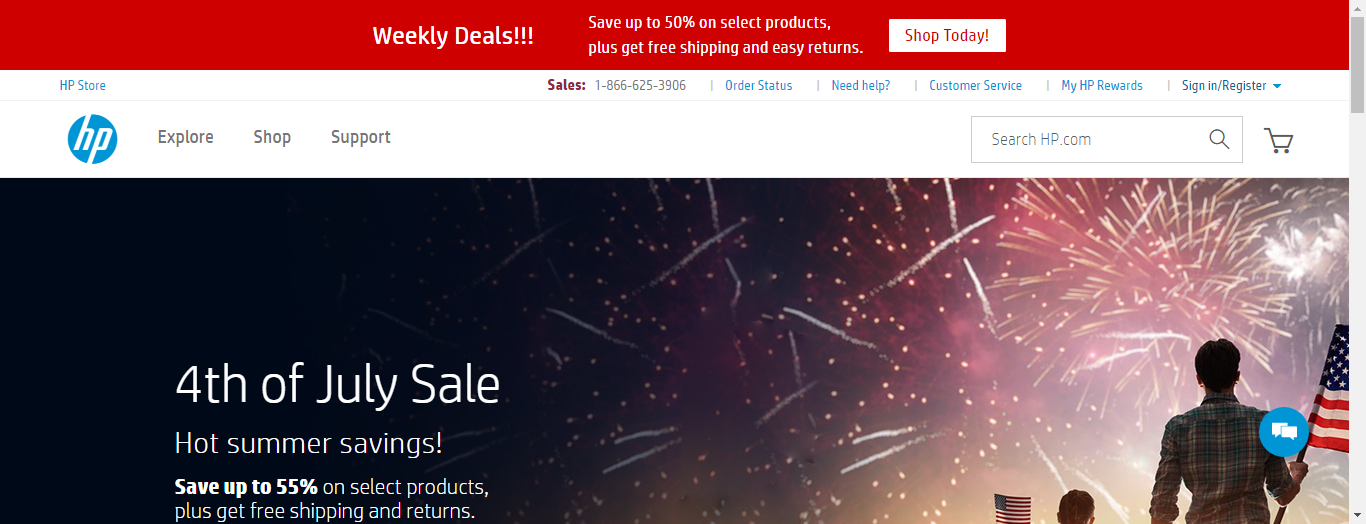 Weekly Deals!!!
Save up to 50% on select products,
plus get free shipping and easy returns.
Shop Today!
HP Store
Sales: 1-866-625-3906
Order Status
Need help?
Customer Service
My HP Rewards
Sign in/Register
hp
Explore
Shop
Support
Search HP.com
4th of July Sale
Hot summer savings!
Save up to 55% on select products,
plus get free shipping and returns.